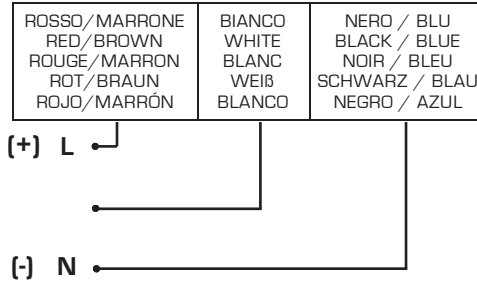 ROSSO/MARRONE BIANCO NERO / BLU
RED/BROWN WHITE BLACK / BLUE
ROUGE/MARRON BLANC NOIR / BLEU
ROT/BRAUN WEIß SCHWARZ / BLAU
ROJO/MARRÓN BLANCO NEGRO / AZUL
(+) L
(-) N